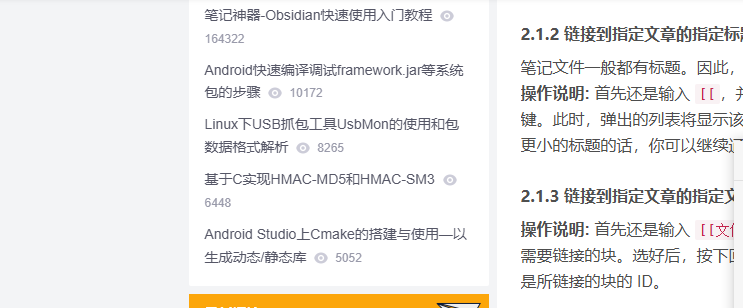 笔记神器-Obsidian快速使用入门教程
164322
Android快速编译调试framework.jar等系统
包的步骤 10172
Linux下USB抓包工具UsbMon的使用和包
数据格式解析 8265
基于C实现HMAC-MD5和HMAC-SM3
6448
Android Studio上Cmake的搭建与使用—以
生成动态/静态库 5052
2.1.2 链接到指定文章的指定标
笔记文件一般都有标题。因此，
操作说明: 首先还是输入 [[，
键。此时，弹出的列表将显示该
更小的标题的话，你可以继续
2.1.3 链接到指定文章的指定
操作说明: 首先还是输入 [[文件
需要链接的块。选好后，按下
是所链接的块的 ID。